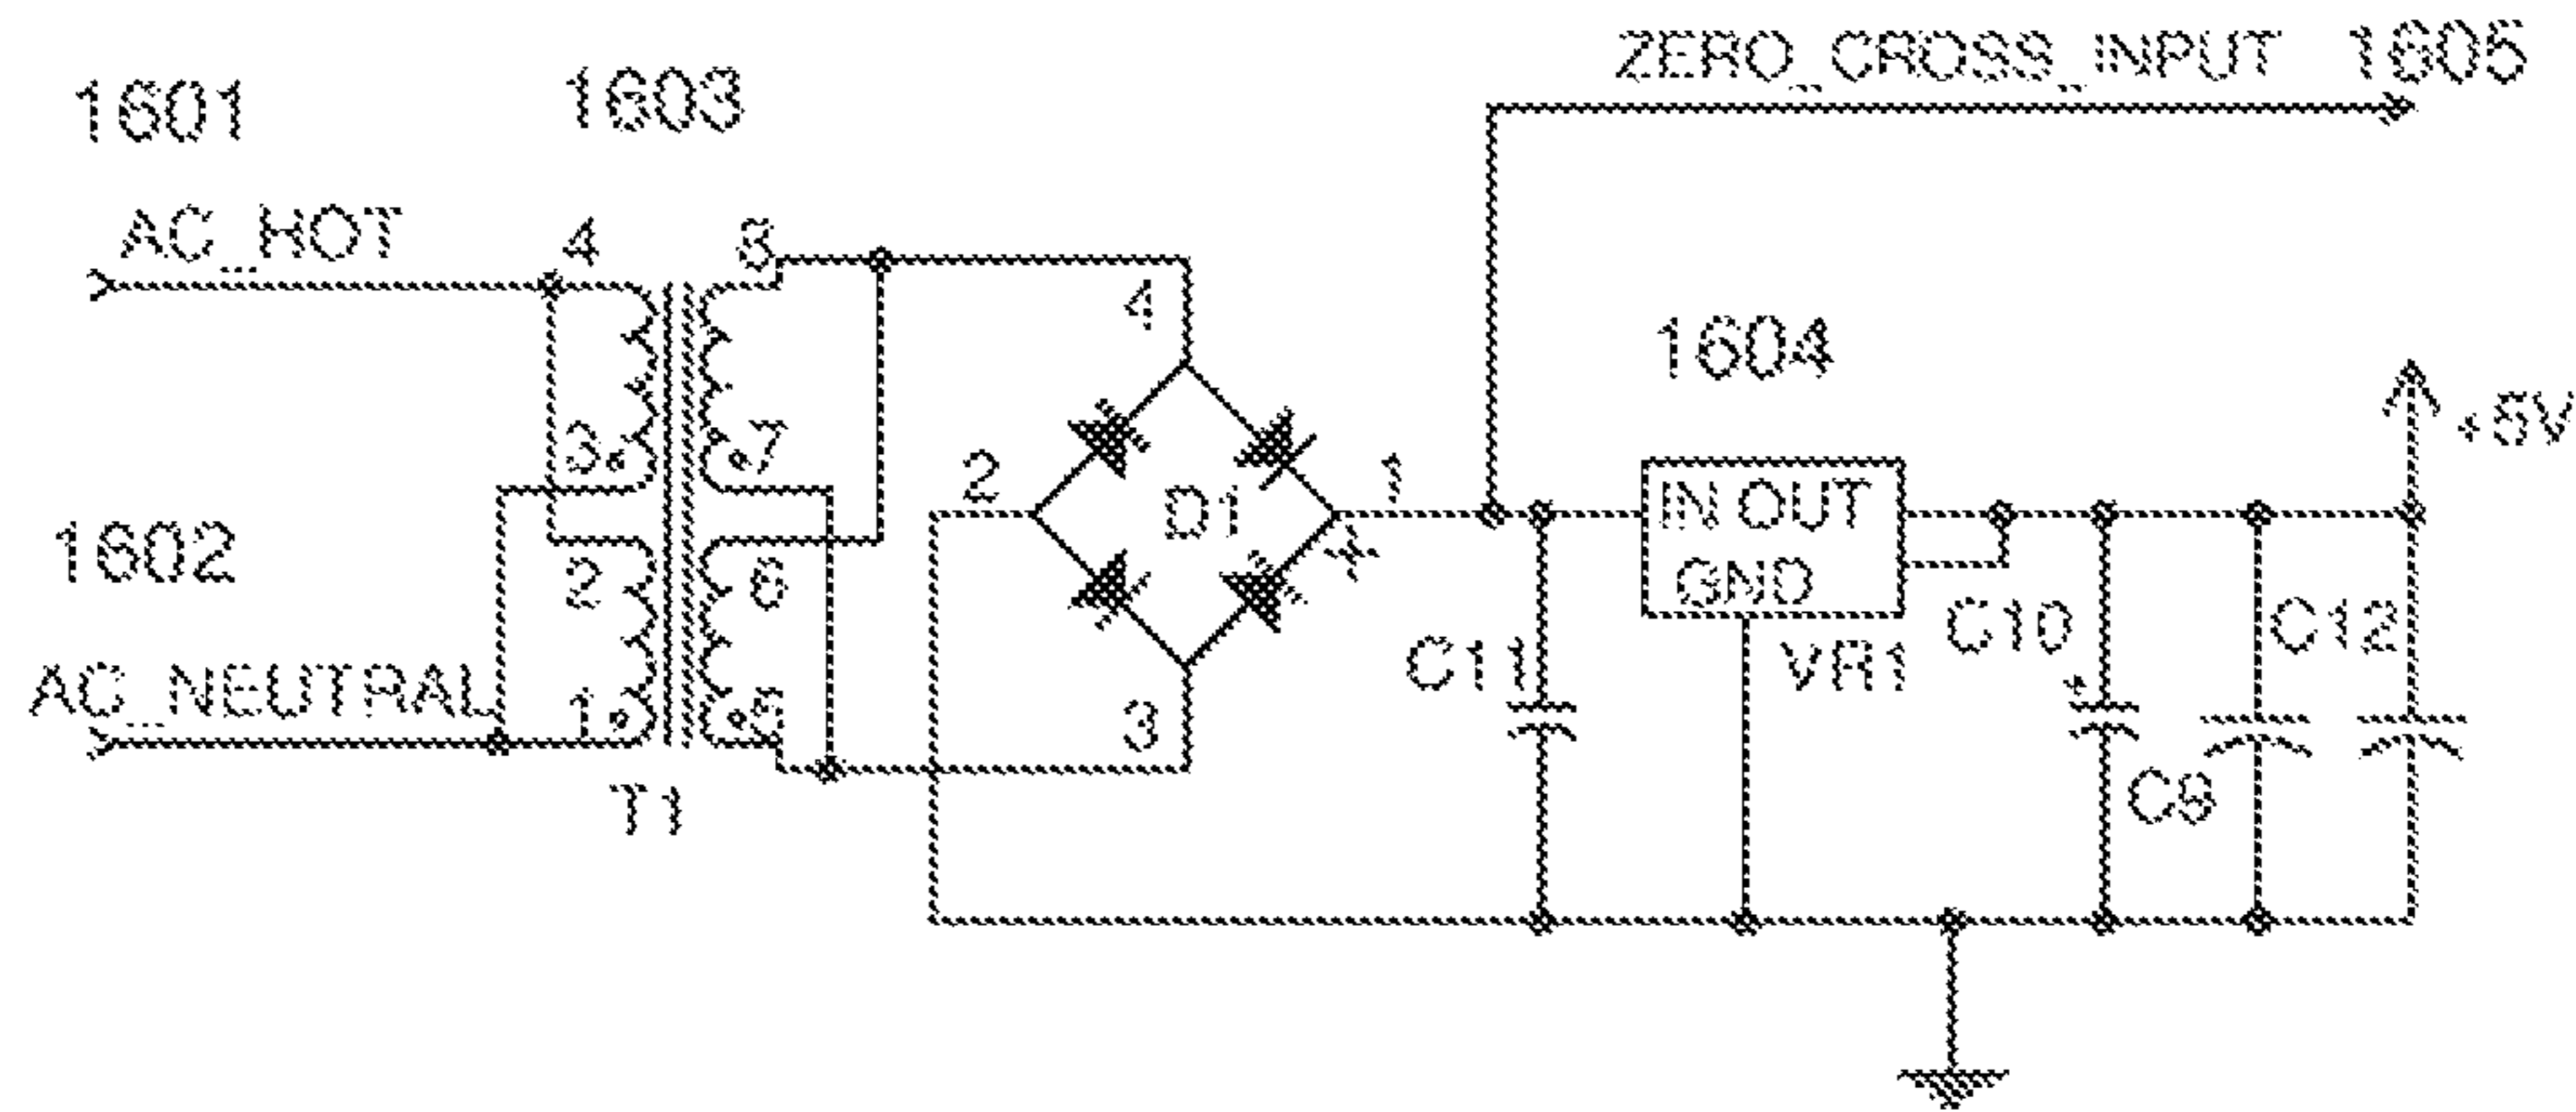 ZERO_CROSS_INPUT 1605
1601
1603
AC_HOT
4
8
4
1604
+5V
3
7
2
D1
1
+
IN OUT
GND
1602
2
6
C10
C12
C11
VR1
+
AC_NEUTRAL
1
5
3
C9
T1